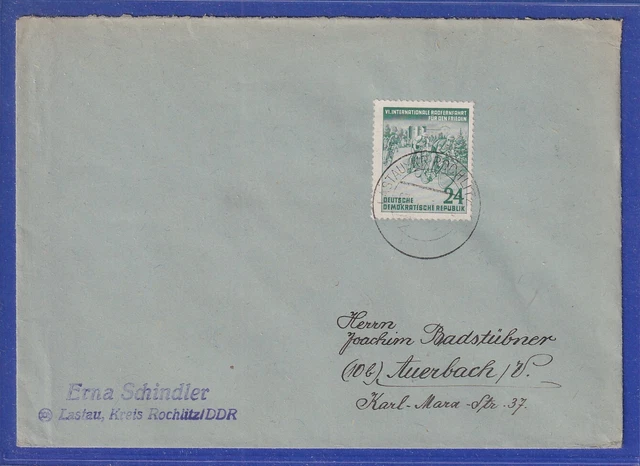 VI. INTERNATIONALE RADFERNFAHRT
FÜR DEN FRIEDEN
24
DEUTSCHE
DEMOKRATISCHE REPUBLIK
Herrn
Joachim Badstübner
(10b) Auerbach/V.
Karl-Marx-Str. 37.
Erna Schindler
Lastau, Kreis Rochlitz/DDR